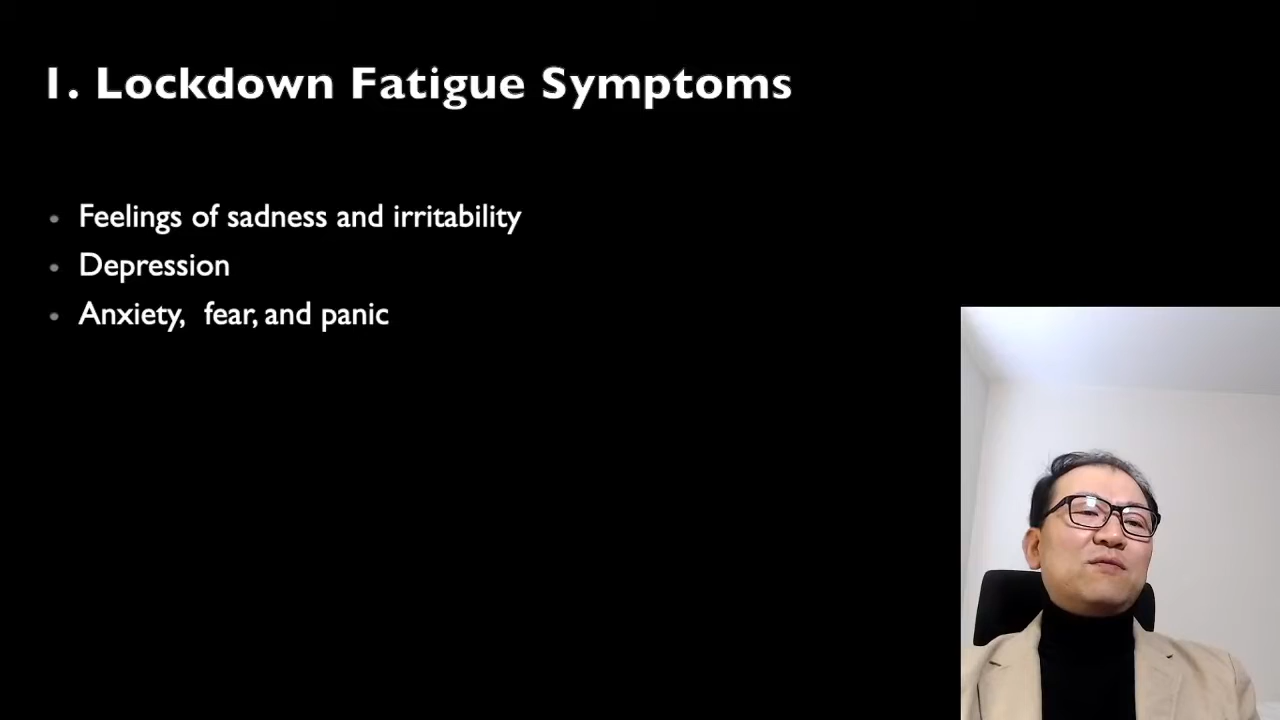 1. Lockdown Fatigue Symptoms
• Feelings of sadness and irritability
• Depression
• Anxiety,  fear, and panic